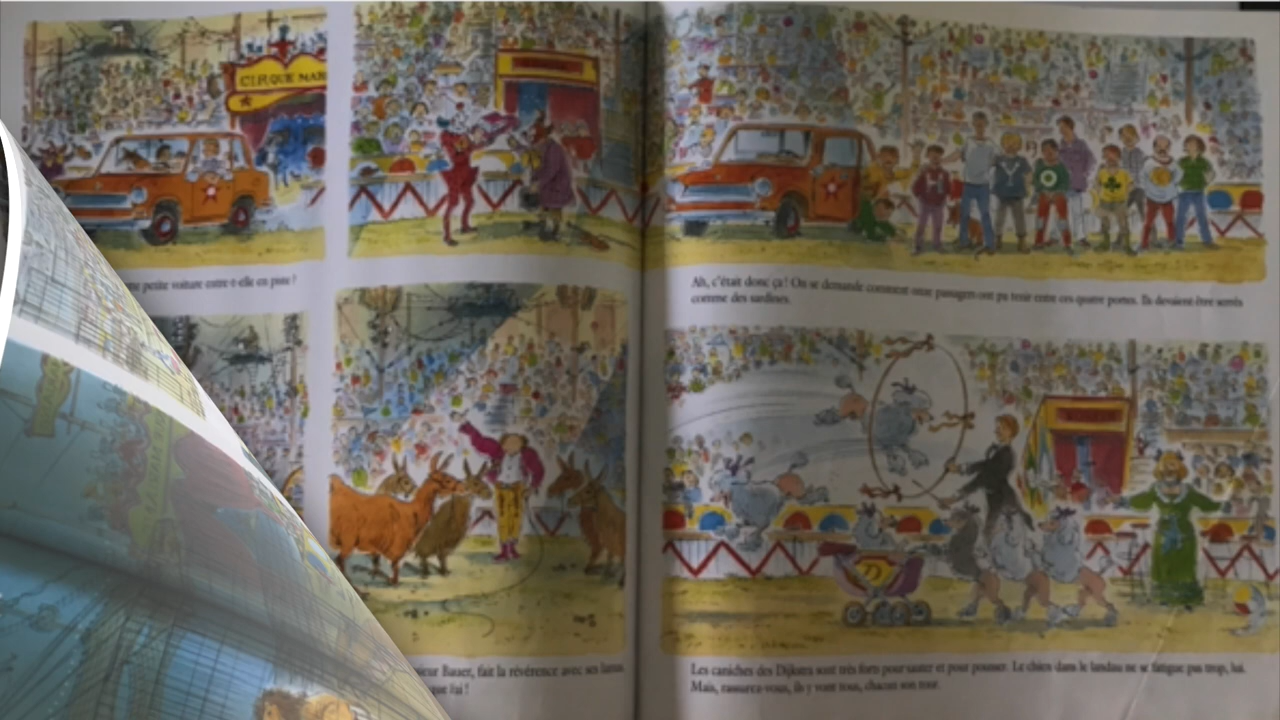 CIRQUE MAR
ne petite voiture entre-t-elle en piste ?
Ah, c'était donc ça ! On se demande comment onze passagers ont pu tenir entre ces quatre portes. Ils devaient être serrés
comme des sardines.
ieur Bauer, fait la révérence avec ses lamas
que lui !
Les caniches des Dijkstra sont très forts pour sauter et pour pousser. Le chien dans le landau ne se fatigue pas trop, lui.
Mais, rassurez-vous, ils y vont tous, chacun son tour.